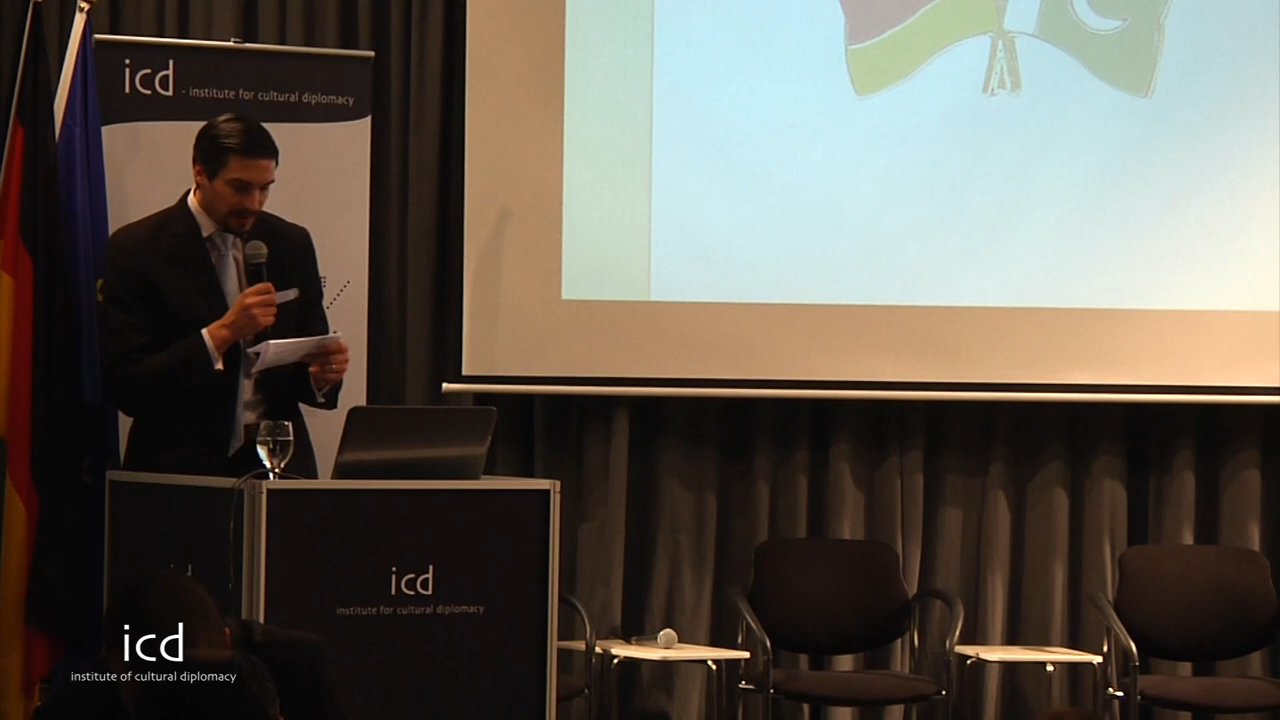 icd - institute for cultural diplomacy
icd
institute for cultural diplomacy
icd
institute of cultural diplomacy